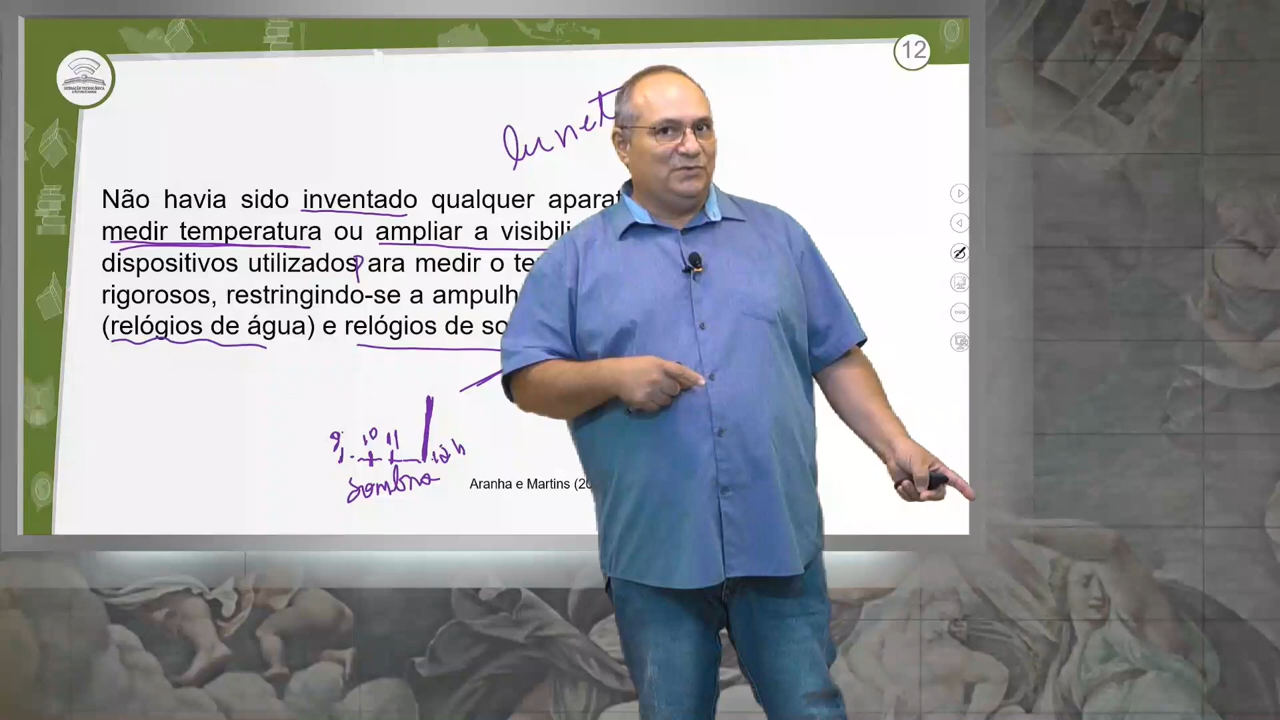 12
lunet
Não havia sido inventado qualquer aparat
medir temperatura ou ampliar a visibili
dispositivos utilizados para medir o te
rigorosos, restringindo-se a ampulh
(relógios de água) e relógios de so
9 10 11 12h
sombra
Aranha e Martins (20